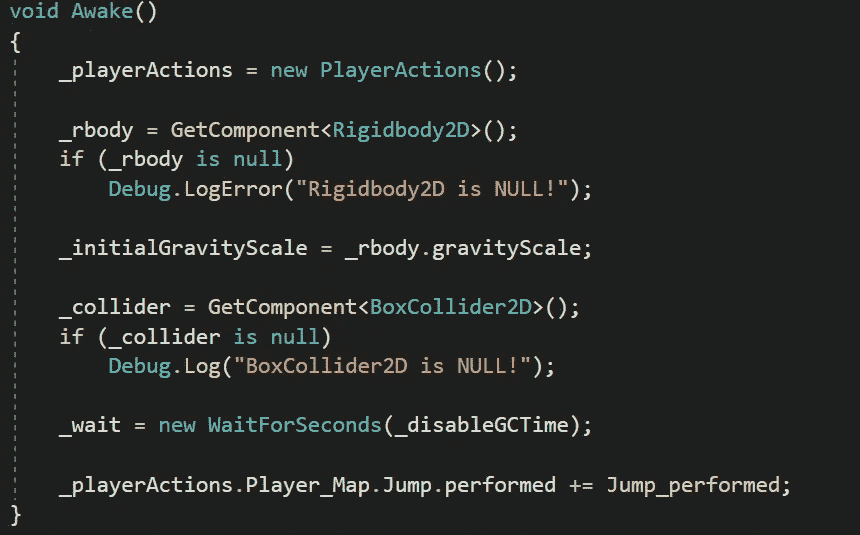 void Awake()
{
    _playerActions = new PlayerActions();

    _rbody = GetComponent<Rigidbody2D>();
    if (_rbody is null)
        Debug.LogError("Rigidbody2D is NULL!");

    _initialGravityScale = _rbody.gravityScale;

    _collider = GetComponent<BoxCollider2D>();
    if (_collider is null)
        Debug.Log("BoxCollider2D is NULL!");

    _wait = new WaitForSeconds(_disableGCTime);

    _playerActions.Player_Map.Jump.performed += Jump_performed;
}